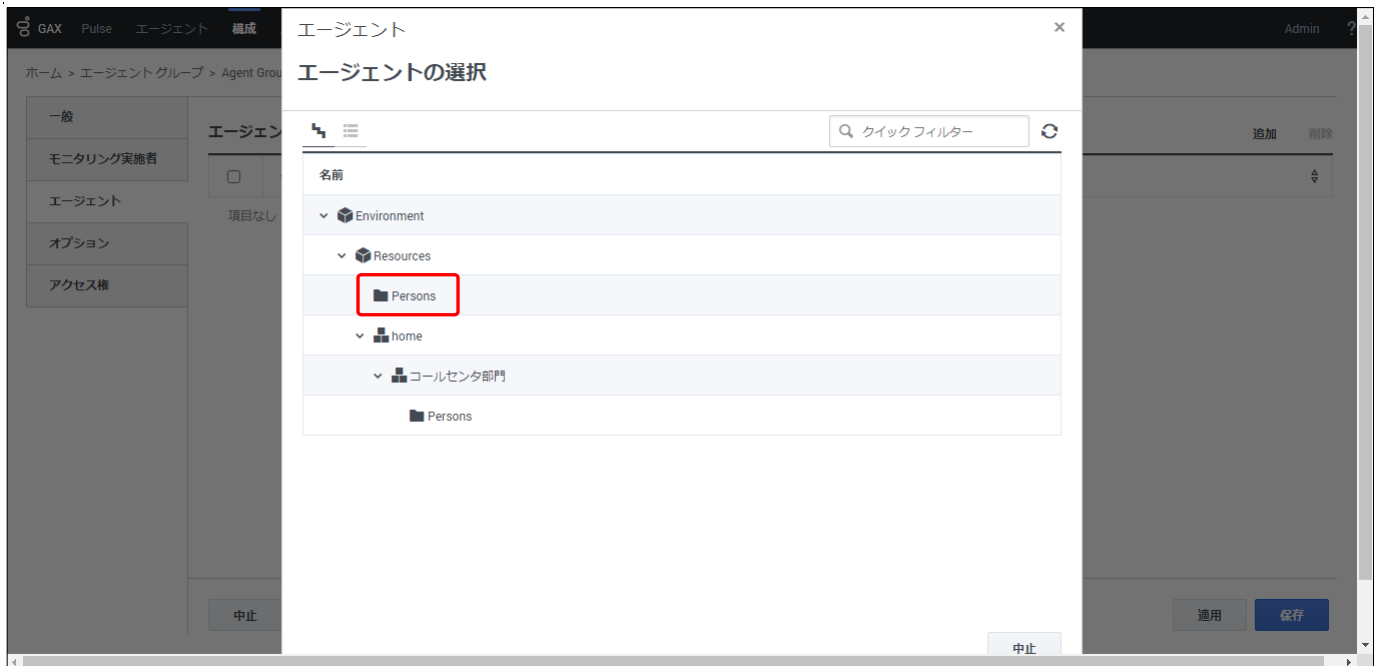 GAX Pulse エージェント 構成 Admin ?
ホーム > エージェント グループ > Agent Grou
一般
モニタリング実施者
エージェント
オプション
アクセス権
エージェン
追加 削除
項目なし
中止
適用 保存
エージェント ×
エージェントの選択
クイック フィルター
名前
Environment
Resources
Persons
home
コールセンタ部門
Persons
中止